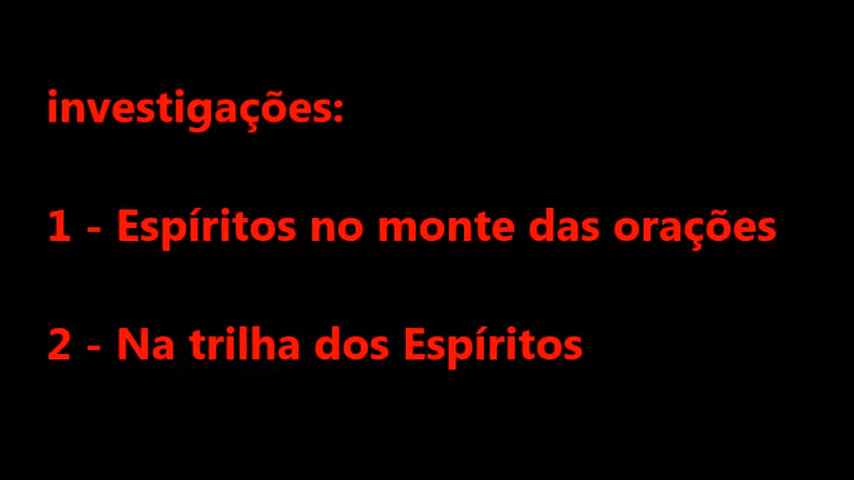 investigações:
1 - Espíritos no monte das orações
2 - Na trilha dos Espíritos